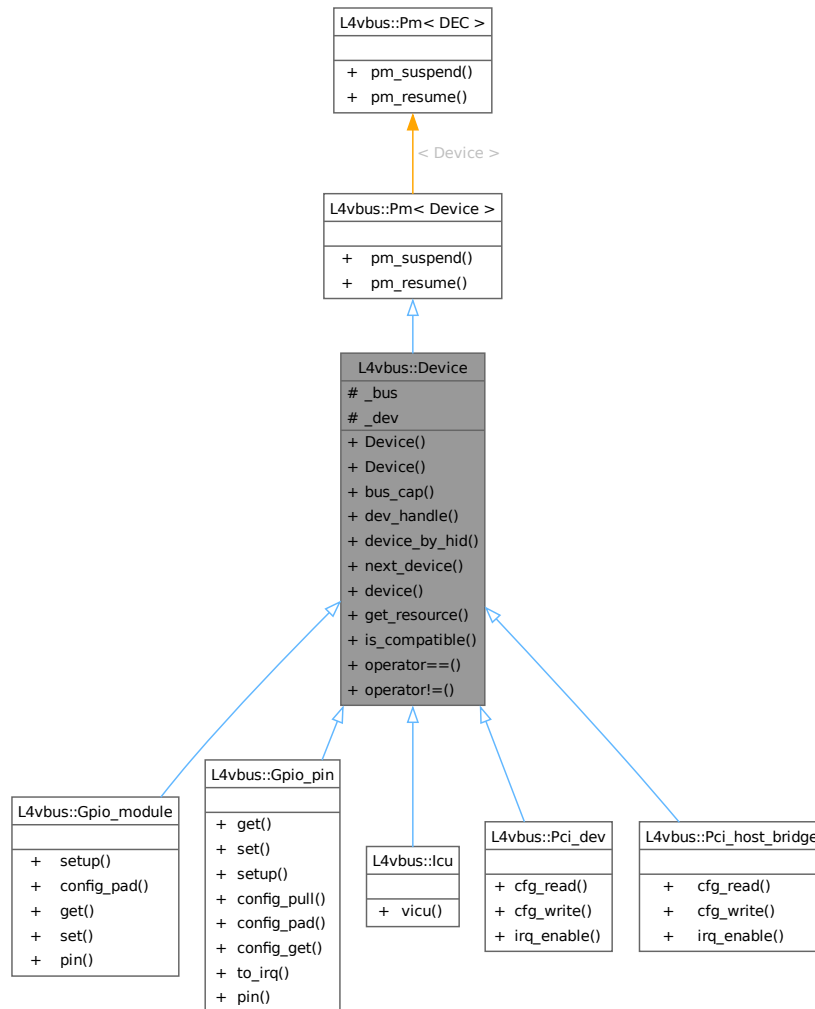 L4vbus::Pm< DEC >
+ pm_suspend()
+ pm_resume()
< Device >
L4vbus::Pm< Device >
+ pm_suspend()
+ pm_resume()
L4vbus::Device
# _bus
# _dev
+ Device()
+ Device()
+ bus_cap()
+ dev_handle()
+ device_by_hid()
+ next_device()
+ device()
+ get_resource()
+ is_compatible()
+ operator==()
+ operator!=()
L4vbus::Gpio_module
+ setup()
+ config_pad()
+ get()
+ set()
+ pin()
L4vbus::Gpio_pin
+ get()
+ set()
+ setup()
+ config_pull()
+ config_pad()
+ config_get()
+ to_irq()
+ pin()
L4vbus::Icu
+ vicu()
L4vbus::Pci_dev
+ cfg_read()
+ cfg_write()
+ irq_enable()
L4vbus::Pci_host_bridge
+ cfg_read()
+ cfg_write()
+ irq_enable()